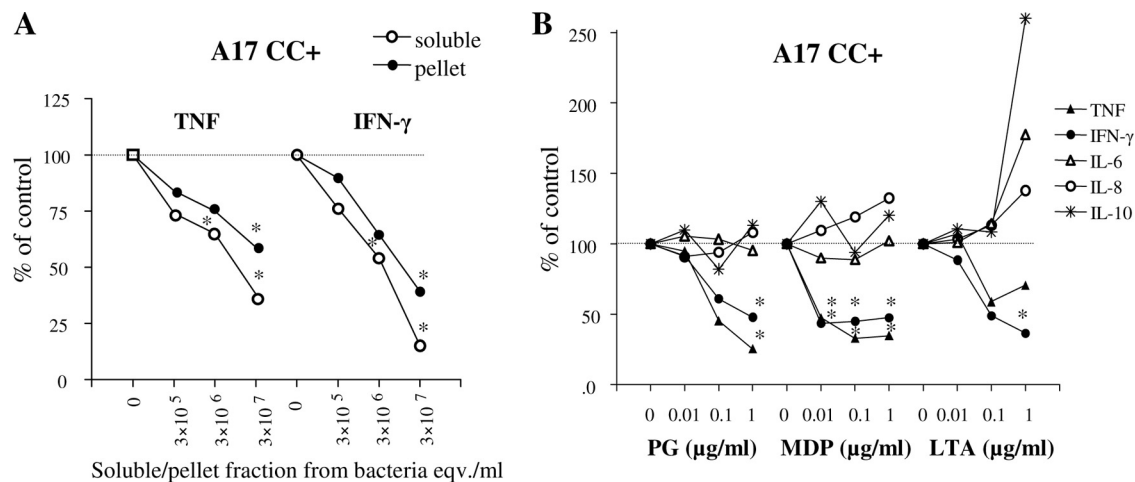 A
A17 CC+
soluble
pellet
% of control
125
100
75
50
25
0
TNF
IFN-γ
*
*
*
*
*
*
0
3×10 5
3×10 6
3×10 7
0
3×10 5
3×10 6
3×10 7
Soluble/pellet fraction from bacteria eqv./ml
B
A17 CC+
% of control
250
200
150
100
50
.0
TNF
IFN-γ
IL-6
IL-8
IL-10
*
*
* * *
* * *
*
0 0.01 0.1 1 0 0.01 0.1 1 0 0.01 0.1 1
PG (µg/ml) MDP (µg/ml) LTA (µg/ml)